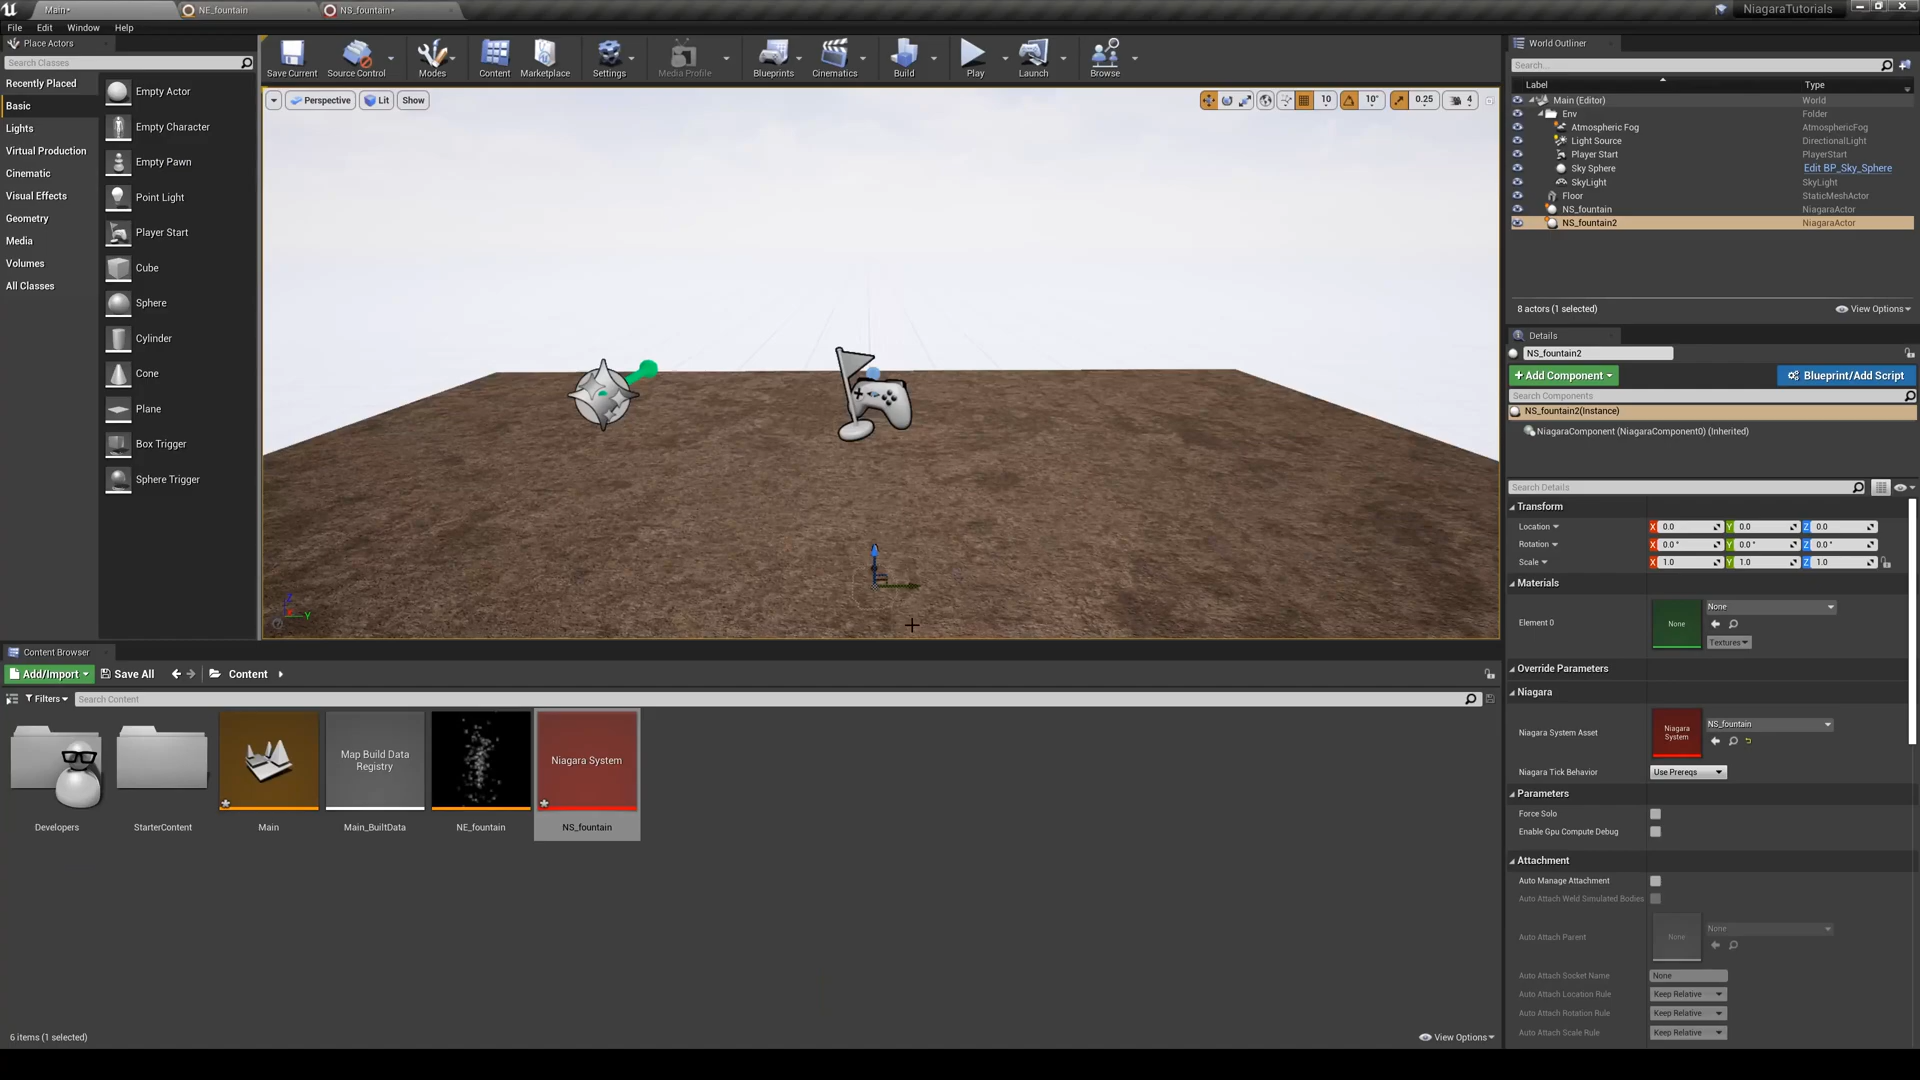 Main*
NE_fountain
NS_fountain*
NiagaraTutorials
File Edit Window Help
Place Actors
Search Classes
Recently Placed
Basic
Lights
Virtual Production
Cinematic
Visual Effects
Geometry
Media
Volumes
All Classes
Empty Actor
Empty Character
Empty Pawn
Point Light
Player Start
Cube
Sphere
Cylinder
Cone
Plane
Box Trigger
Sphere Trigger
Save Current
Source Control
Modes
Content
Marketplace
Settings
Media Profile
Blueprints
Cinematics
Build
Play
Launch
Browse
Perspective
Lit
Show
10
10°
0.25
4
Z
Y
World Outliner
Search...
Label Type
Main (Editor) World
Env Folder
Atmospheric Fog AtmosphericFog
Light Source DirectionalLight
Player Start PlayerStart
Sky Sphere Edit BP_Sky_Sphere
SkyLight SkyLight
Floor StaticMeshActor
NS_fountain NiagaraActor
NS_fountain2 NiagaraActor
8 actors (1 selected)
View Options
Details
NS_fountain2
+ Add Component
Blueprint/Add Script
Search Components
NS_fountain2(Instance)
NiagaraComponent (NiagaraComponent0) (Inherited)
Search Details
Transform
Location X 0.0 Y 0.0 Z 0.0
Rotation X 0.0 ° Y 0.0 ° Z 0.0 °
Scale X 1.0 Y 1.0 Z 1.0
Materials
Element 0
None
None
Textures
Override Parameters
Niagara
Niagara System Asset
Niagara System
NS_fountain
Niagara Tick Behavior Use Prereqs
Parameters
Force Solo
Enable Gpu Compute Debug
Attachment
Auto Manage Attachment
Auto Attach Weld Simulated Bodies
Auto Attach Parent
None
None
Auto Attach Socket Name None
Auto Attach Location Rule Keep Relative
Auto Attach Rotation Rule Keep Relative
Auto Attach Scale Rule Keep Relative
Content Browser
Add/Import
Save All
Content
Filters
Search Content
Map Build Data
Registry
Niagara System
Developers
StarterContent
Main
Main_BuiltData
NE_fountain
NS_fountain
6 items (1 selected)
View Options